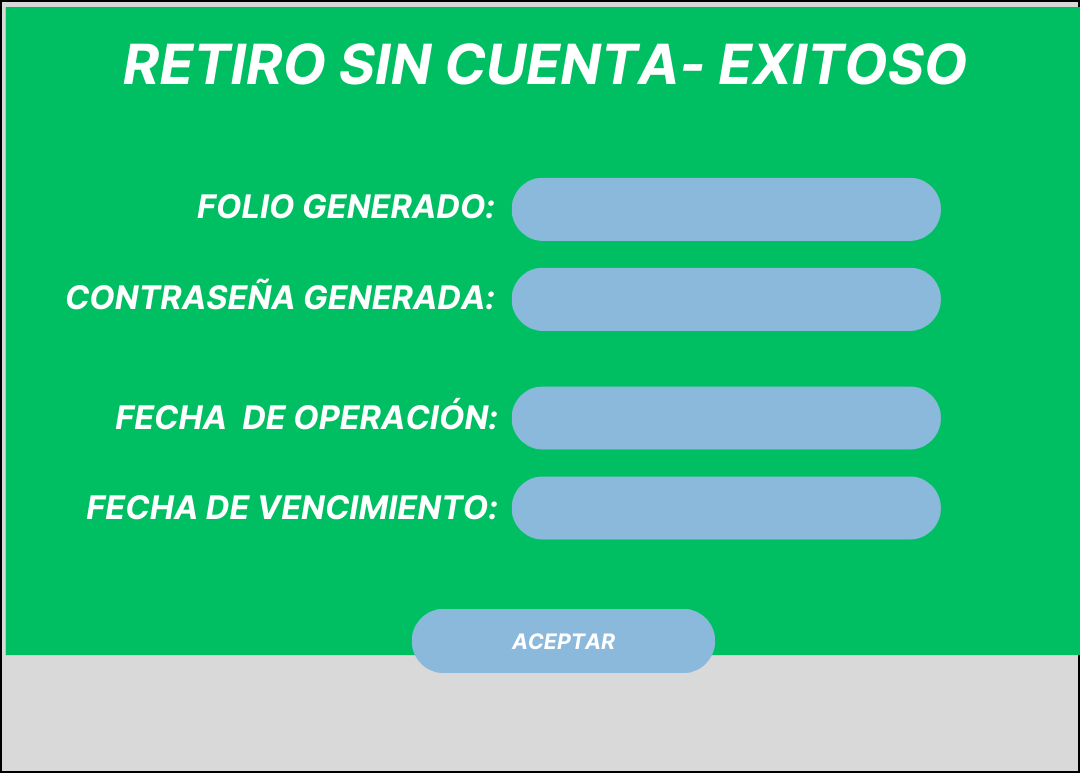 RETIRO SIN CUENTA- EXITOSO
FOLIO GENERADO:
CONTRASEÑA GENERADA:
FECHA  DE OPERACIÓN:
FECHA DE VENCIMIENTO:
ACEPTAR